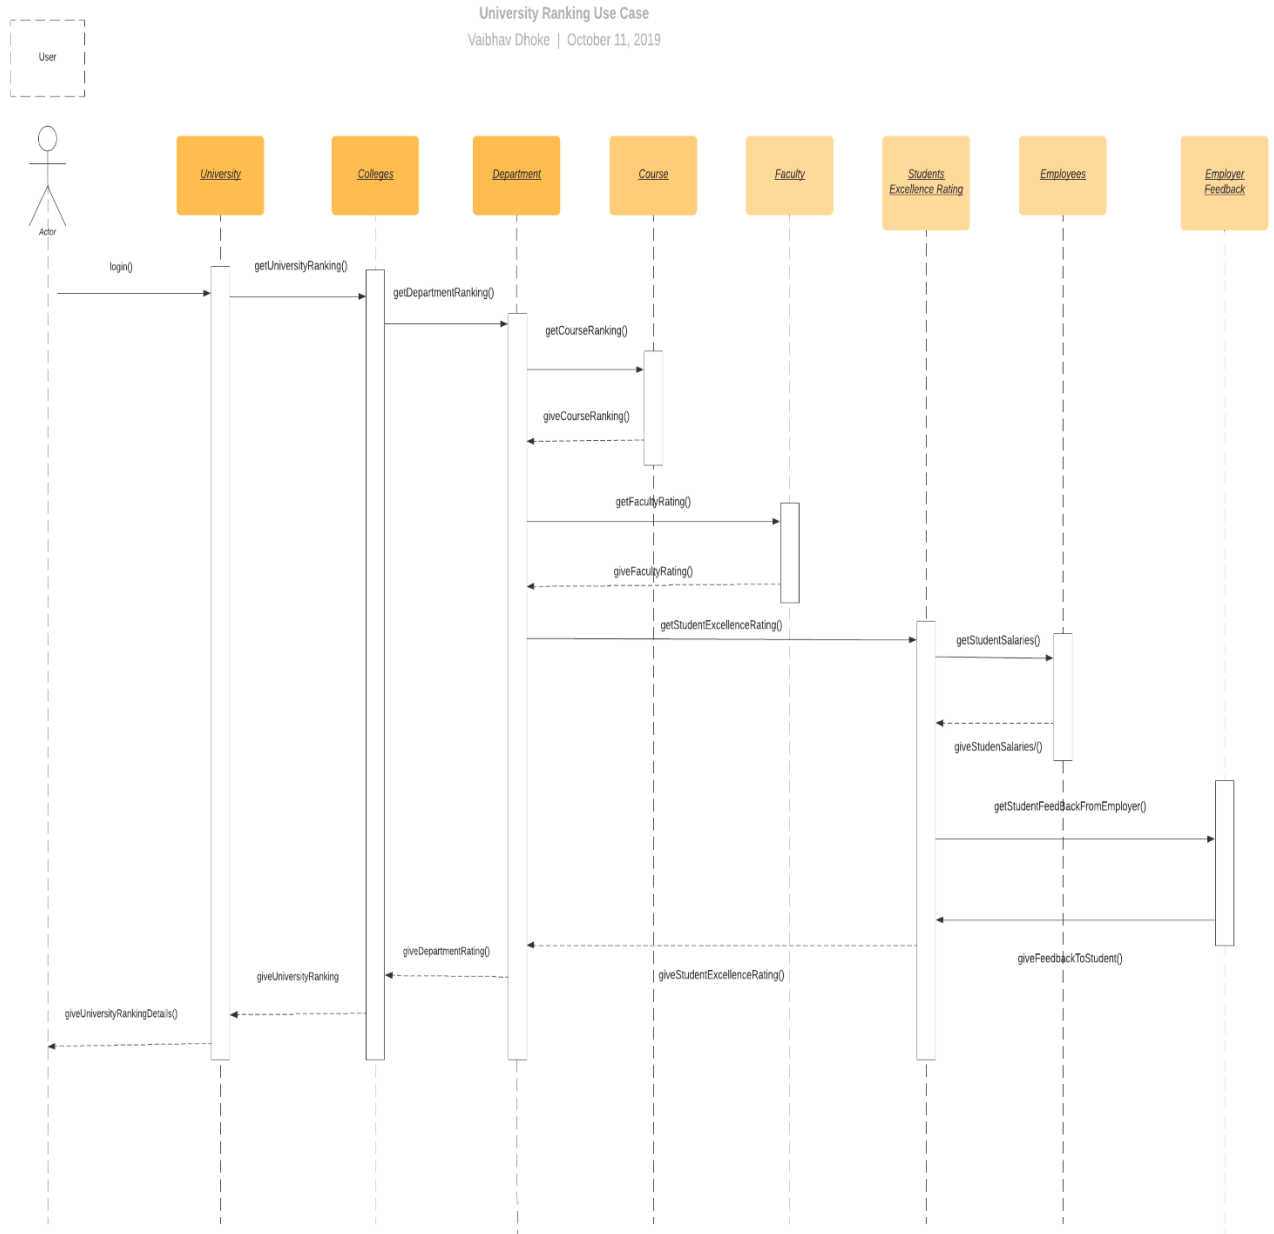 University Ranking Use Case
Vaibhav Dhoke | October 11, 2019
User
Actor
University
Colleges
Department
Course
Faculty
Students
Excellence Rating
Employees
Employer
Feedback
login()
getUniversityRanking()
getDepartmentRanking()
getCourseRanking()
giveCourseRanking()
getFacultyRating()
giveFacultyRating()
getStudentExcellenceRating()
getStudentSalaries()
giveStudenSalaries/()
getStudentFeedBackFromEmployer()
giveDepartmentRating()
giveFeedbackToStudent()
giveUniversityRanking
giveStudentExcellenceRating()
giveUniversityRankingDetails()